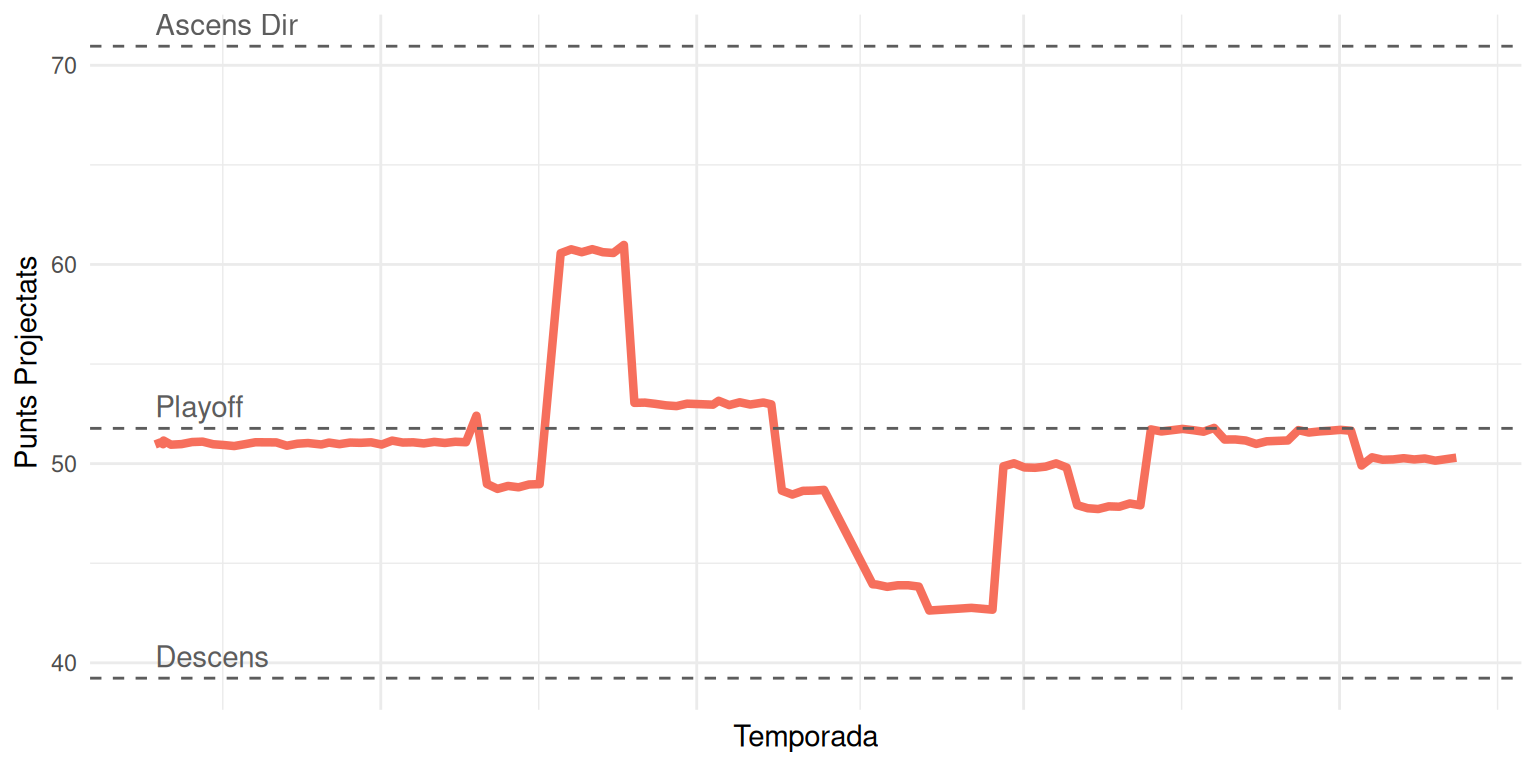 Ascens Dir
70
60
Playoff
50
Descens
40
Punts Projectats
Temporada